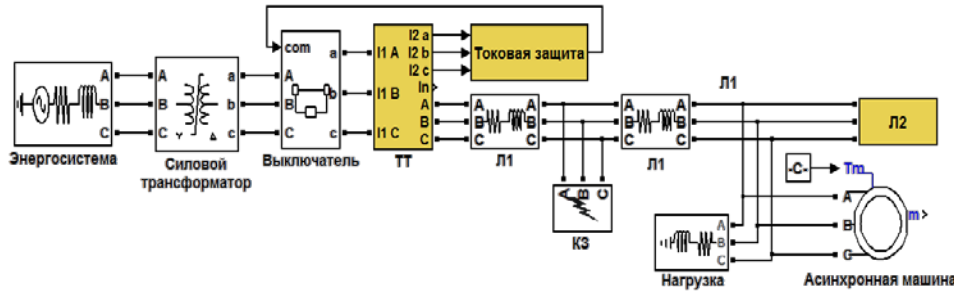 I2 a
I2 b
I2 c
In
Токовая защита
com
a
b
c
A
B
C
I1 A
I1 B
I1 C
A
B
C
ТТ
A
B
C
Энергосистема
A
B
C
a
b
c
Y
Δ
Силовой
трансформатор
Выключатель
A
B
C
A
B
C
Л1
A
B
C
A
B
C
Л1
Л1
Л2
A
B
C
КЗ
-C-
Tm
A
B
C
m
Асинхронная машина
A
B
C
Нагрузка